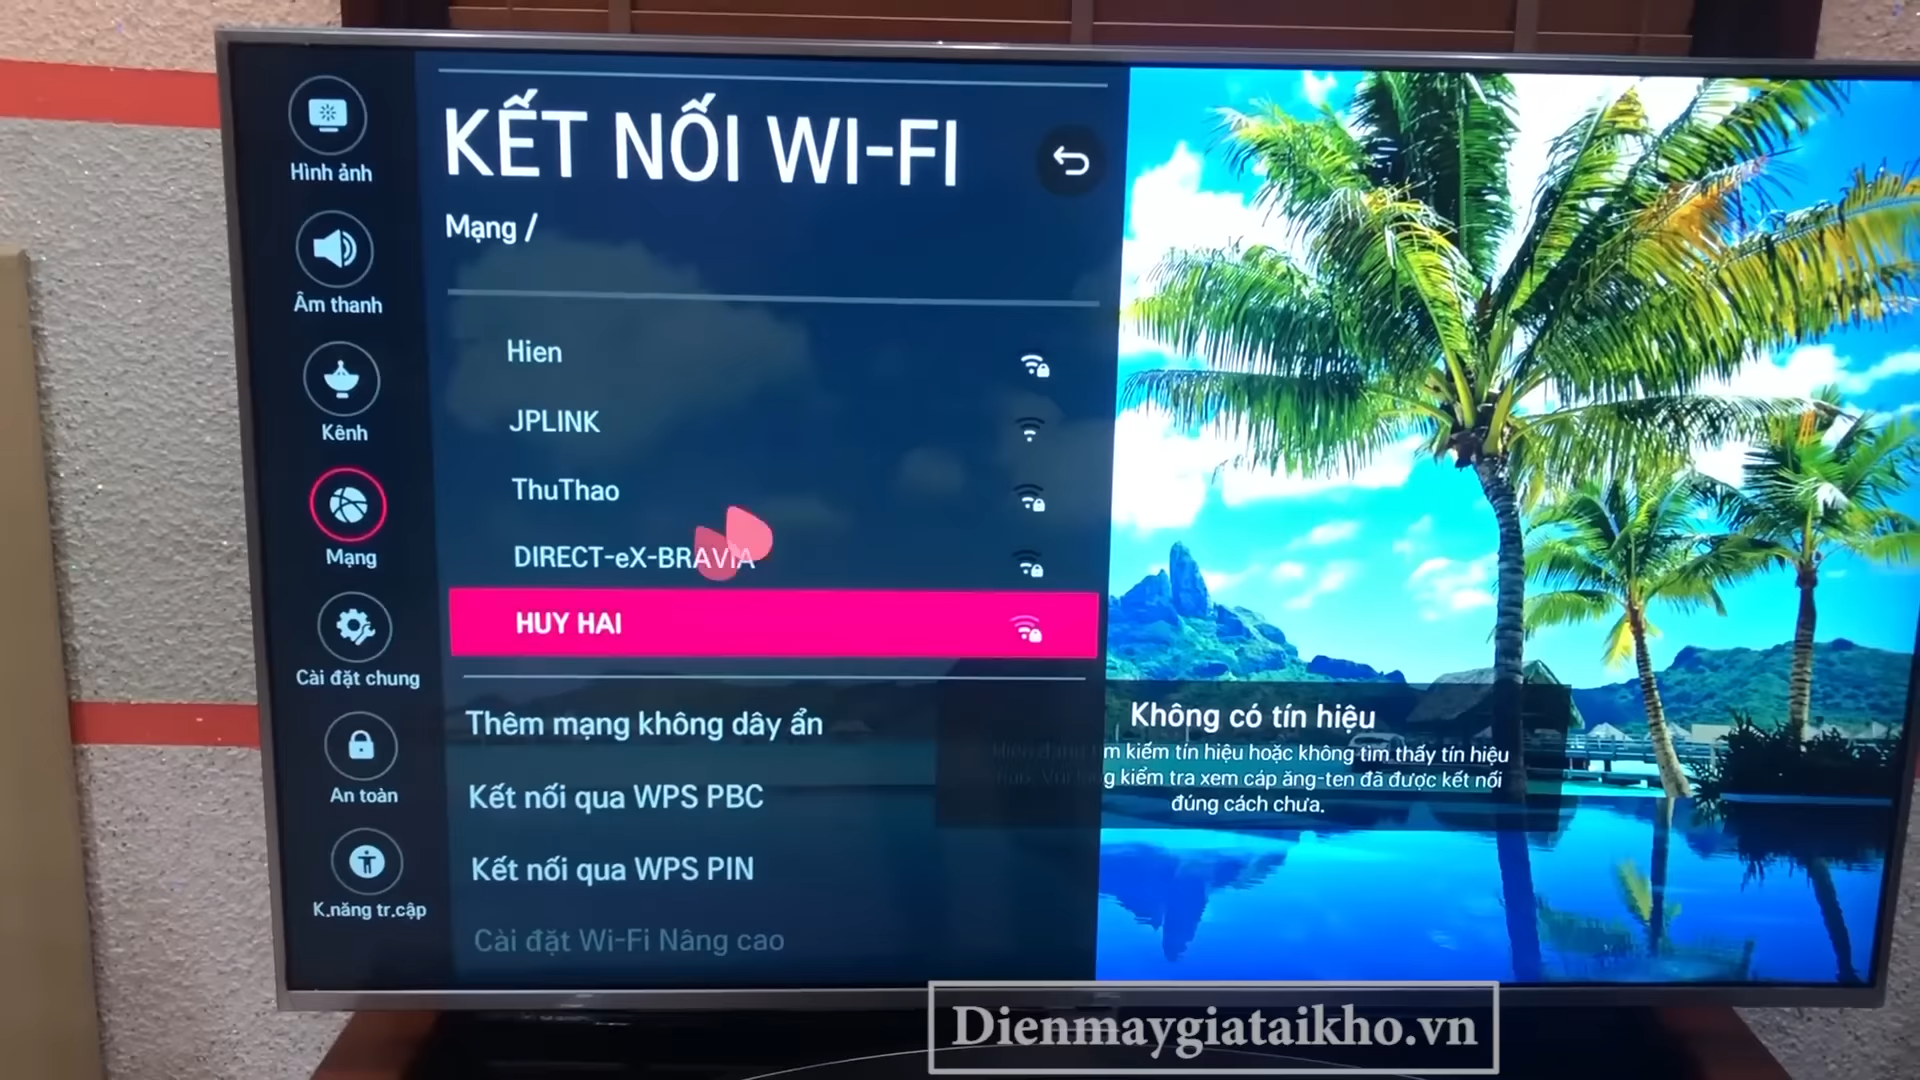 Hình ảnh
Âm thanh
Kênh
Mạng
Cài đặt chung
An toàn
K.năng tr.cập
KẾT NỐI WI-FI
Mạng /
Hien
JPLINK
ThuThao
DIRECT-eX-BRAVIA
HUY HAI
Thêm mạng không dây ẩn
Kết nối qua WPS PBC
Kết nối qua WPS PIN
Cài đặt Wi-Fi Nâng cao
Không có tín hiệu
kiếm tín hiệu hoặc không tìm thấy tín hiệu
kiểm tra xem cáp ăng-ten đã được kết nối
đúng cách chưa.
Dienmaygiataikho.vn